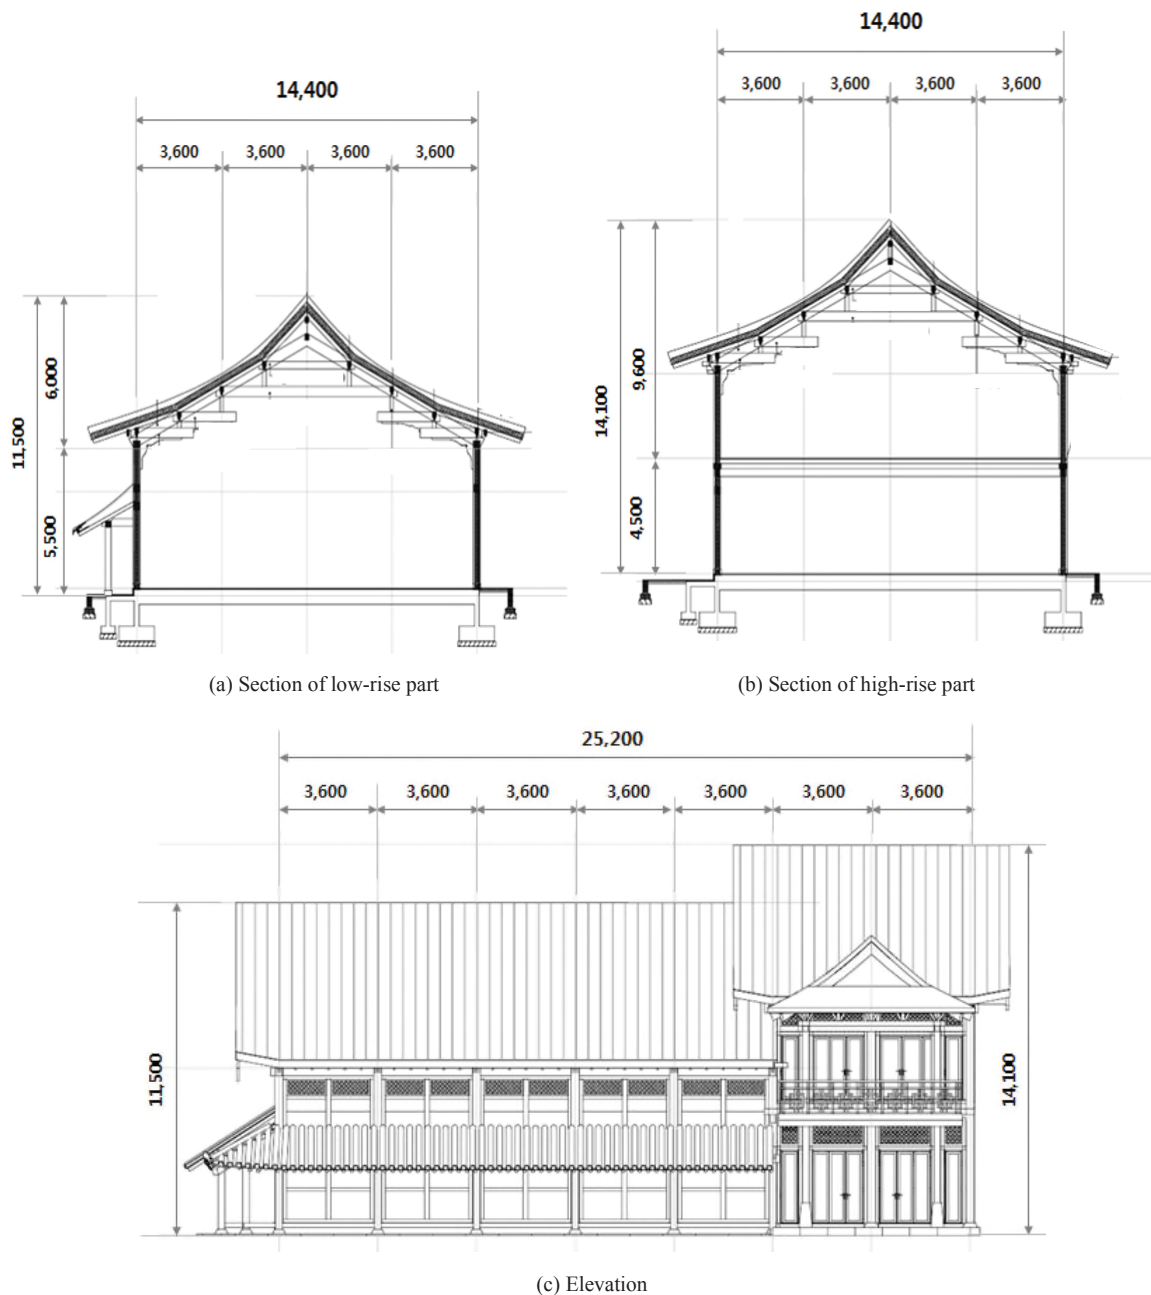 14,400
3,600 3,600 3,600 3,600
11,500
6,000
5,500
(a) Section of low-rise part
14,400
3,600 3,600 3,600 3,600
14,100
9,600
4,500
(b) Section of high-rise part
25,200
3,600 3,600 3,600 3,600 3,600 3,600 3,600
11,500
14,100
(c) Elevation